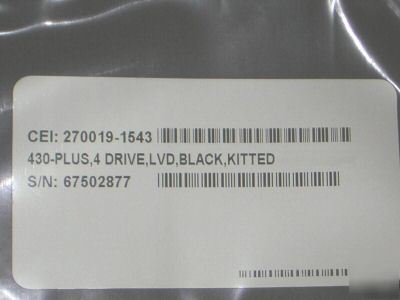 CEI: 270019-1543
430-PLUS,4 DRIVE,LVD,BLACK,KITTED
S/N: 67502877